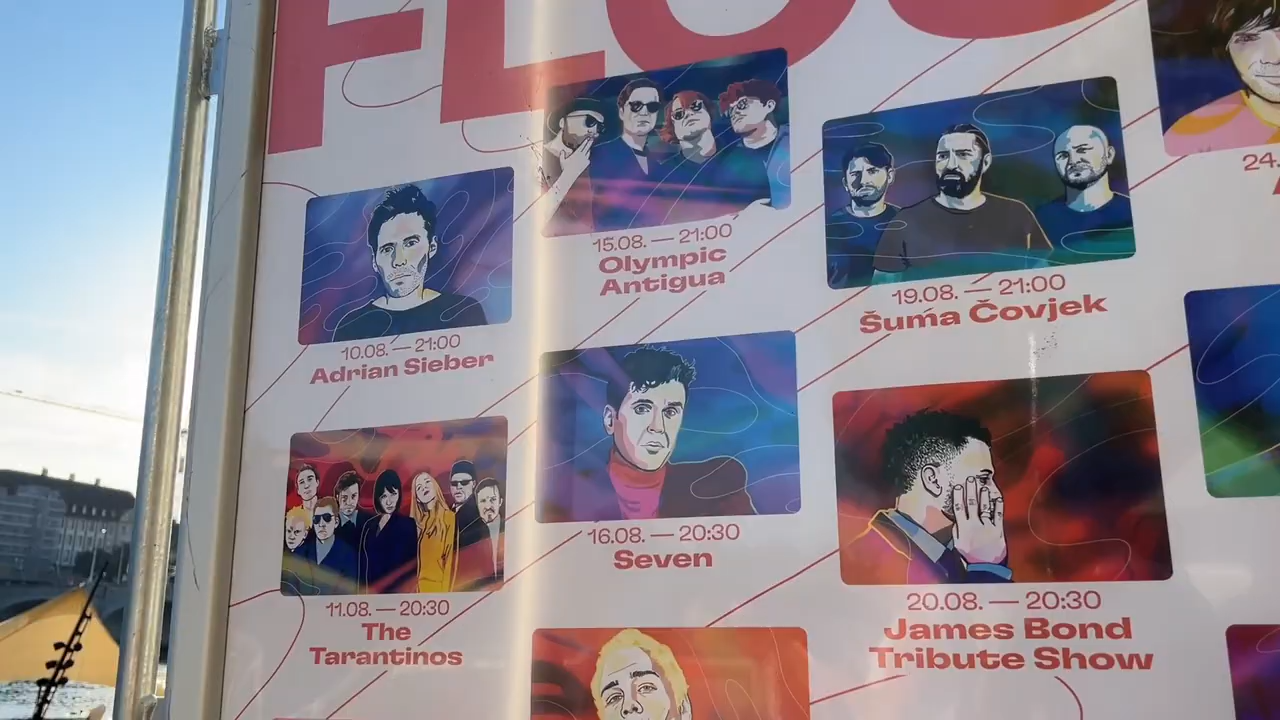 FLO
10.08. — 21:00
Adrian Sieber
11.08. — 20:30
The
Tarantinos
15.08. — 21:00
Olympic
Antigua
16.08. — 20:30
Seven
19.08. — 21:00
Šuma Čovjek
20.08. — 20:30
James Bond
Tribute Show
24.